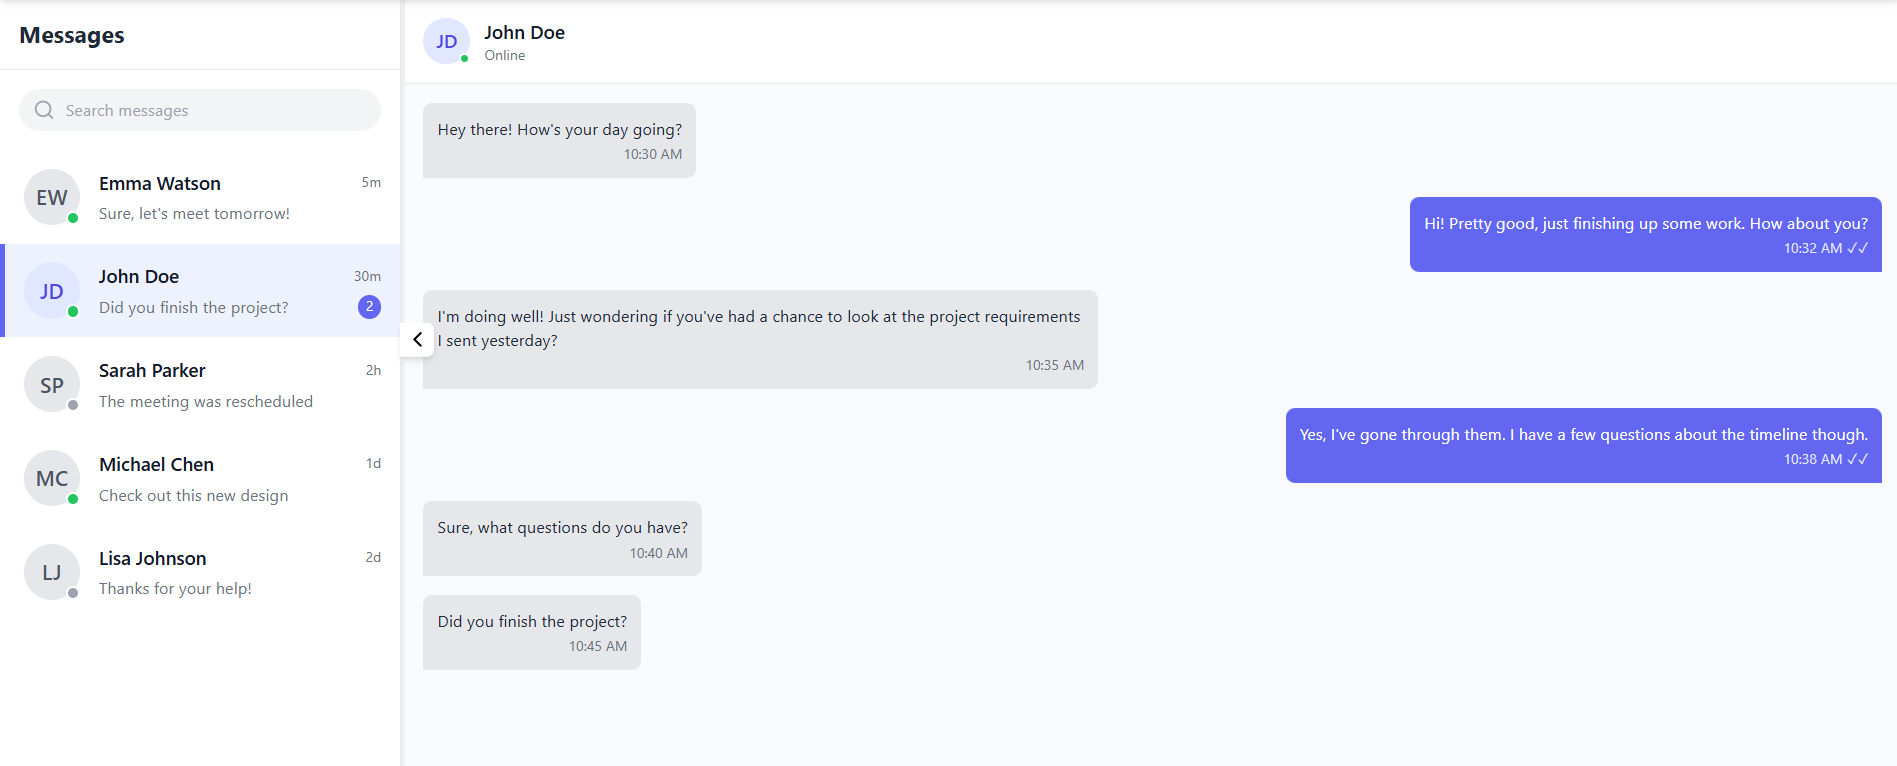 Messages
Search messages
EW
Emma Watson
5m
Sure, let's meet tomorrow!
JD
John Doe
30m
Did you finish the project?
2
SP
Sarah Parker
2h
The meeting was rescheduled
MC
Michael Chen
1d
Check out this new design
LJ
Lisa Johnson
2d
Thanks for your help!
JD
John Doe
Online
Hey there! How's your day going?
10:30 AM
Hi! Pretty good, just finishing up some work. How about you?
10:32 AM ✓✓
I'm doing well! Just wondering if you've had a chance to look at the project requirements
I sent yesterday?
10:35 AM
Yes, I've gone through them. I have a few questions about the timeline though.
10:38 AM ✓✓
Sure, what questions do you have?
10:40 AM
Did you finish the project?
10:45 AM